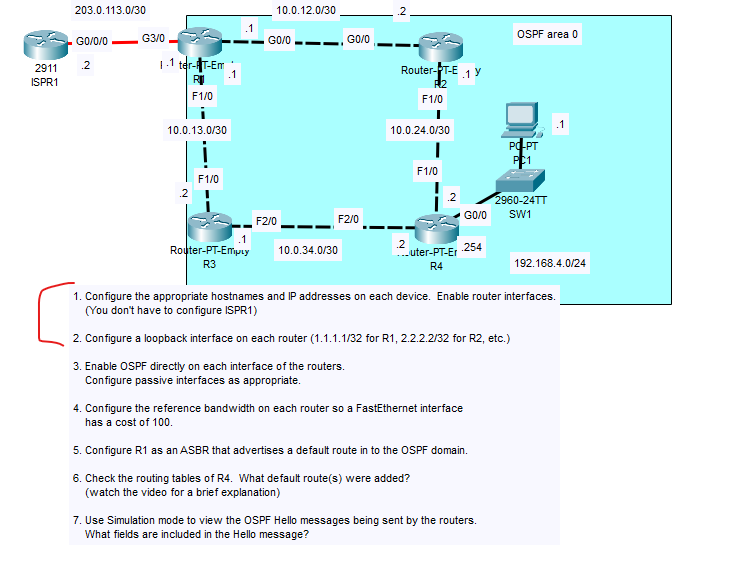 203.0.113.0/30
10.0.12.0/30
.2
OSPF area 0
.1
G0/0/0
G3/0
G0/0
G0/0
2911
.2
.1
ISPR1
R1
.1
Router-PT-E
y
R2
.1
F1/0
F1/0
10.0.13.0/30
10.0.24.0/30
.1
PC-PT
PC1
F1/0
F1/0
.2
.2
2960-24TT
SW1
G0/0
F2/0
F2/0
.1
.2
.254
Router-PT-Empty
R3
10.0.34.0/30
R4
192.168.4.0/24
1. Configure the appropriate hostnames and IP addresses on each device. Enable router interfaces.
(You don't have to configure ISPR1)
2. Configure a loopback interface on each router (1.1.1.1/32 for R1, 2.2.2.2/32 for R2, etc.)
3. Enable OSPF directly on each interface of the routers.
Configure passive interfaces as appropriate.
4. Configure the reference bandwidth on each router so a FastEthernet interface
has a cost of 100.
5. Configure R1 as an ASBR that advertises a default route in to the OSPF domain.
6. Check the routing tables of R4. What default route(s) were added?
(watch the video for a brief explanation)
7. Use Simulation mode to view the OSPF Hello messages being sent by the routers.
What fields are included in the Hello message?